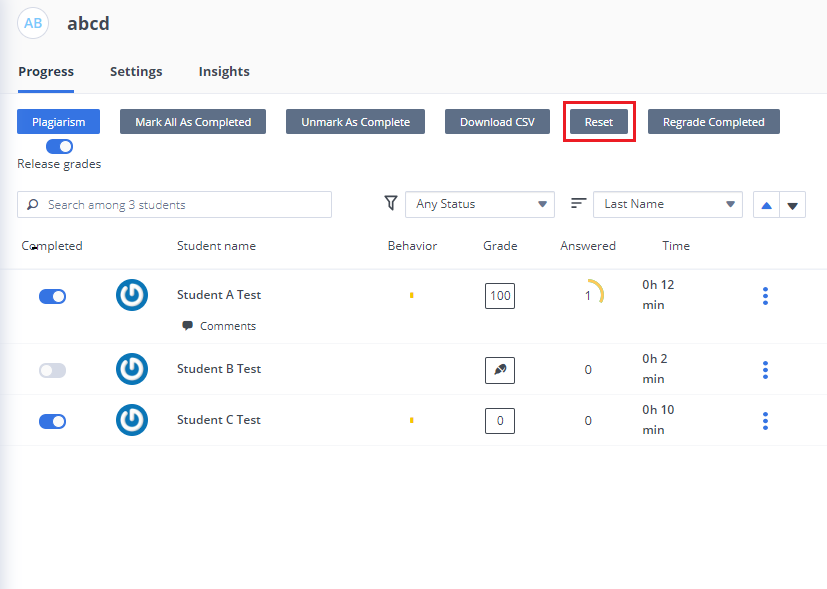 AB abcd
Progress Settings Insights
Plagiarism Mark All As Completed Unmark As Complete Download CSV Reset Regrade Completed
Release grades
Search among 3 students Any Status Last Name
Completed Student name Behavior Grade Answered Time
Student A Test 100 1 0h 12
min
Comments
Student B Test 0 0h 2
min
Student C Test 0 0 0h 10
min